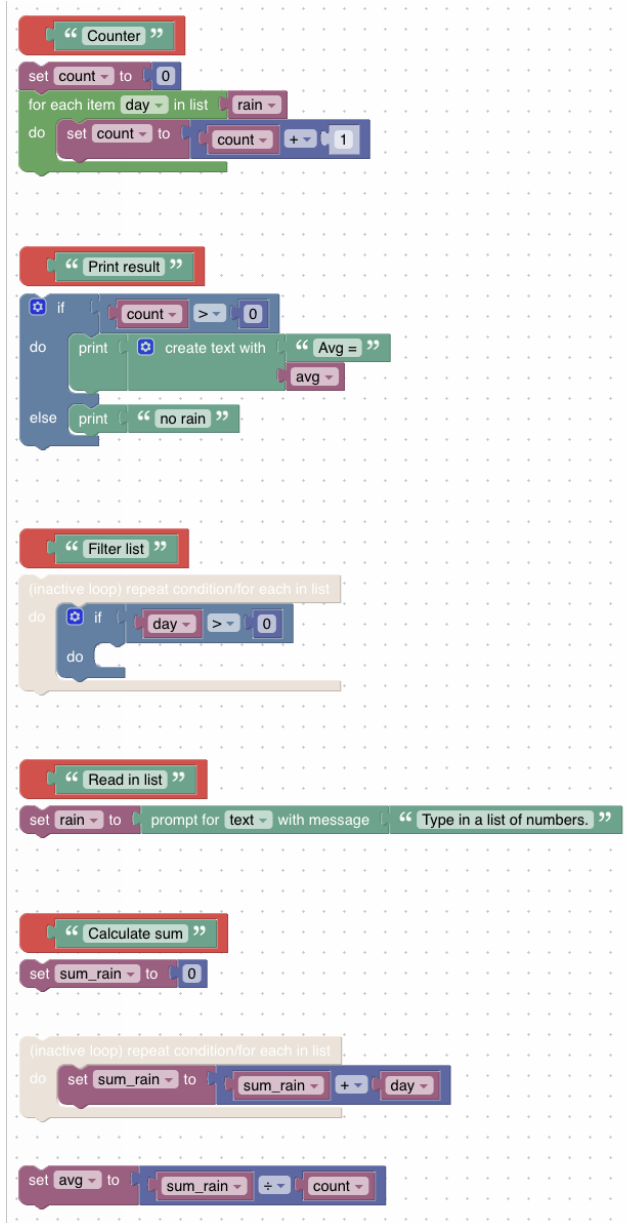 “ Counter ”
set count to 0
for each item day in list rain
do set count to count + 1
“ Print result ”
if count > 0
do print create text with “ Avg = ”
avg
else print “ no rain ”
“ Filter list ”
(inactive loop) repeat condition/for each in list
do if day > 0
do
“ Read in list ”
set rain to prompt for text with message “ Type in a list of numbers. ”
“ Calculate sum ”
set sum_rain to 0
(inactive loop) repeat condition/for each in list
do set sum_rain to sum_rain + day
set avg to sum_rain ÷ count